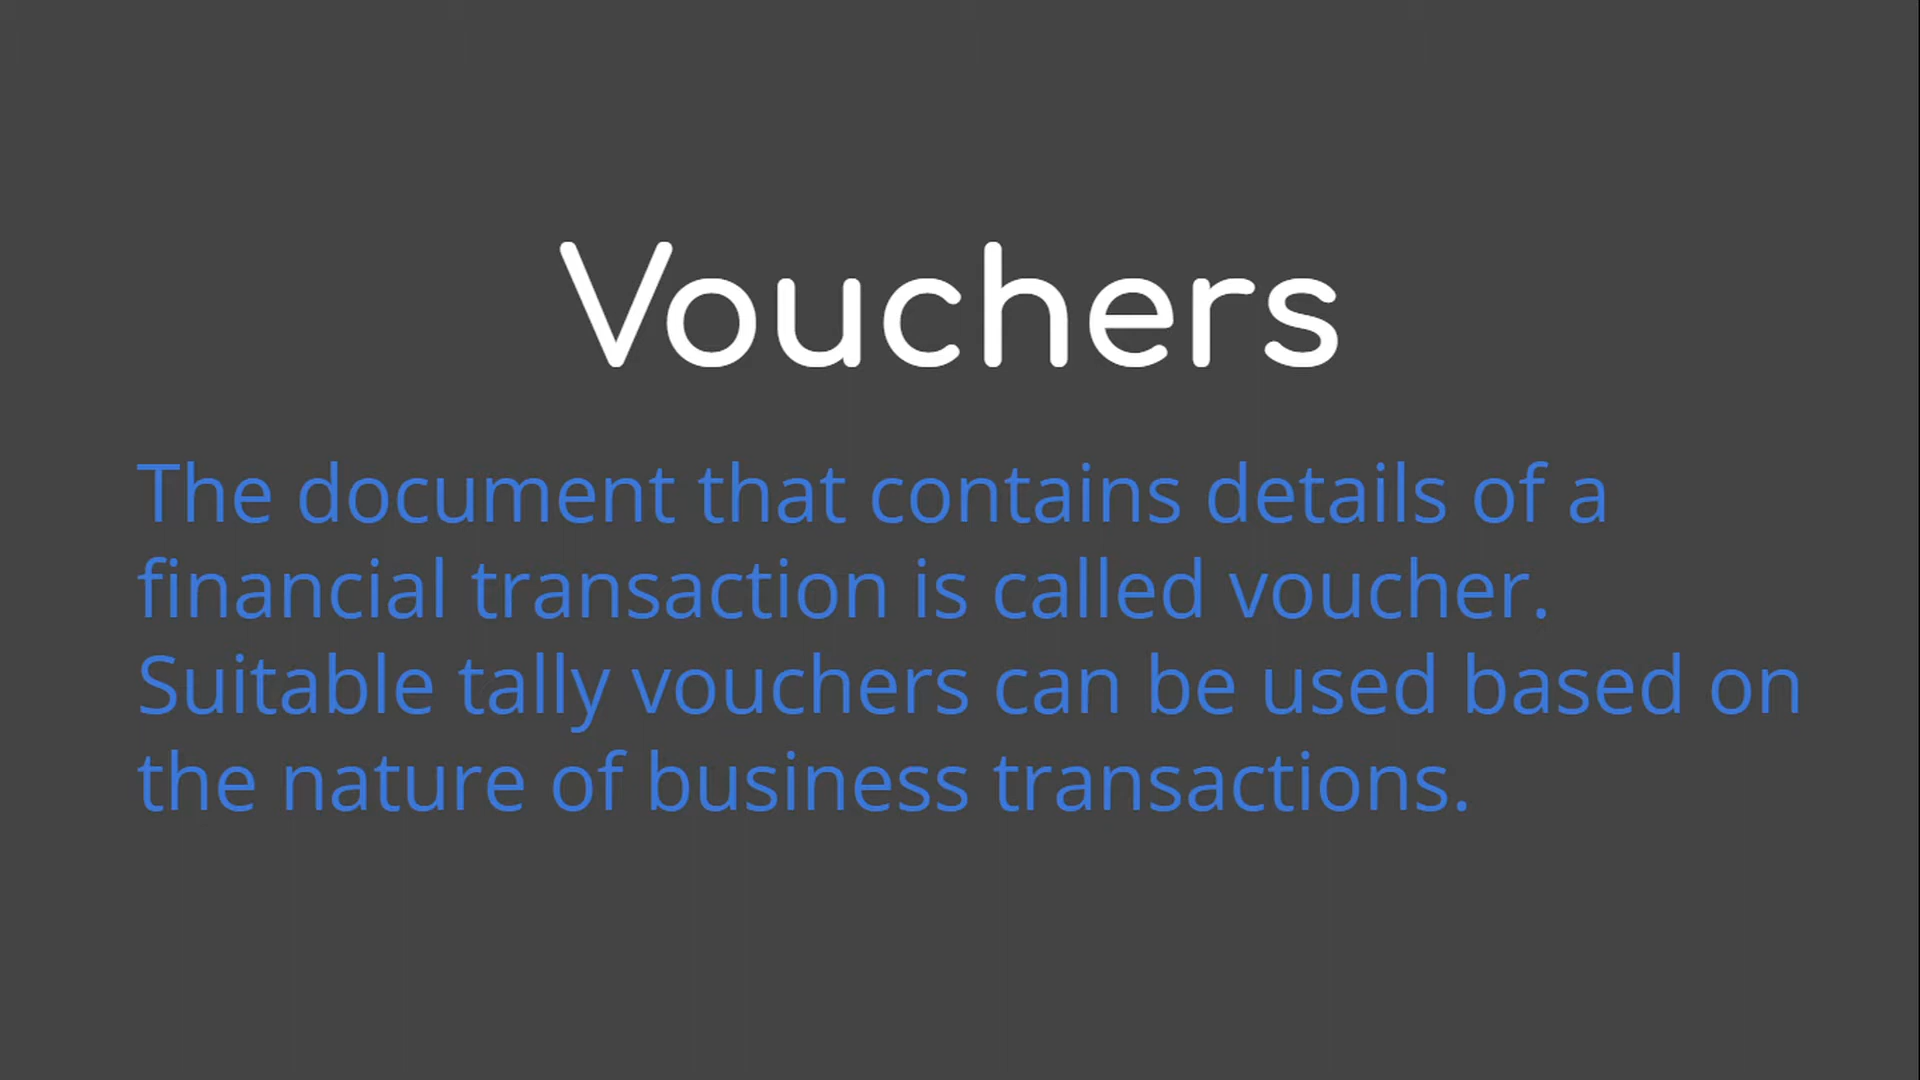 Vouchers
The document that contains details of a
financial transaction is called voucher.
Suitable tally vouchers can be used based on
the nature of business transactions.